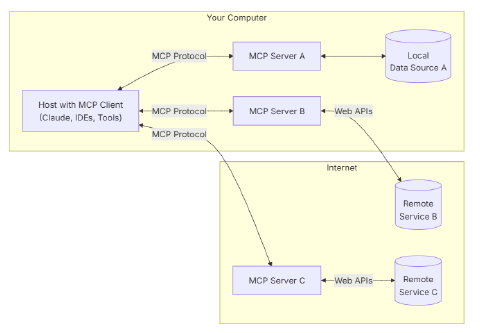 Your Computer
MCP Protocol
MCP Server A
Local
Data Source A
Host with MCP Client
(Claude, IDEs, Tools)
MCP Protocol
MCP Server B
Web APIs
MCP Protocol
Internet
Remote
Service B
MCP Server C
Web APIs
Remote
Service C